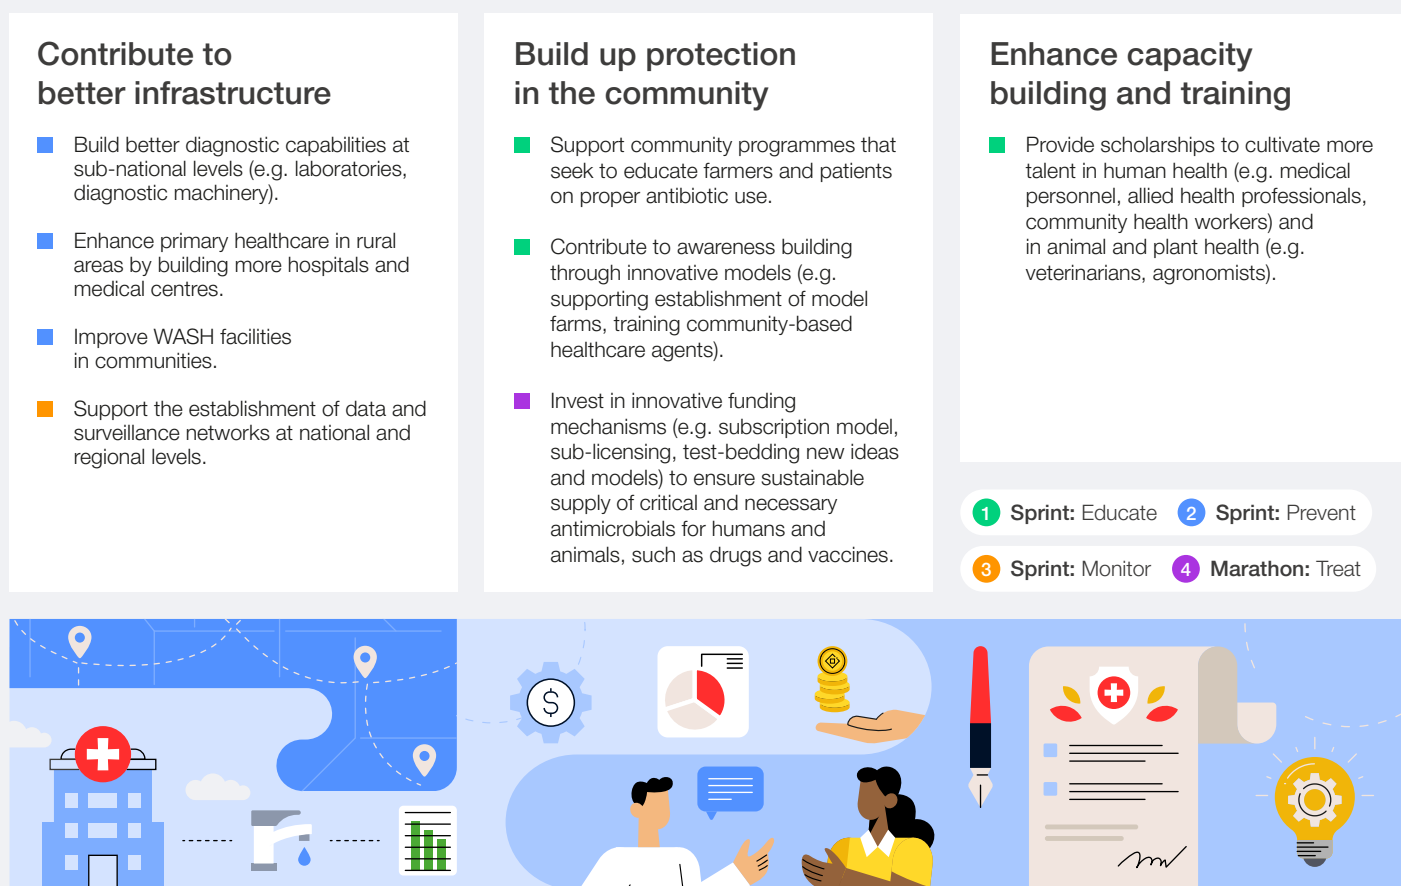 Contribute to
better infrastructure
Build better diagnostic capabilities at
sub-national levels (e.g. laboratories,
diagnostic machinery).
Enhance primary healthcare in rural
areas by building more hospitals and
medical centres.
Improve WASH facilities
in communities.
Support the establishment of data and
surveillance networks at national and
regional levels.
Build up protection
in the community
Support community programmes that
seek to educate farmers and patients
on proper antibiotic use.
Contribute to awareness building
through innovative models (e.g.
supporting establishment of model
farms, training community-based
healthcare agents).
Invest in innovative funding
mechanisms (e.g. subscription model,
sub-licensing, test-bedding new ideas
and models) to ensure sustainable
supply of critical and necessary
antimicrobials for humans and
animals, such as drugs and vaccines.
Enhance capacity
building and training
Provide scholarships to cultivate more
talent in human health (e.g. medical
personnel, allied health professionals,
community health workers) and
in animal and plant health (e.g.
veterinarians, agronomists).
1 Sprint: Educate 2 Sprint: Prevent
3 Sprint: Monitor 4 Marathon: Treat
$